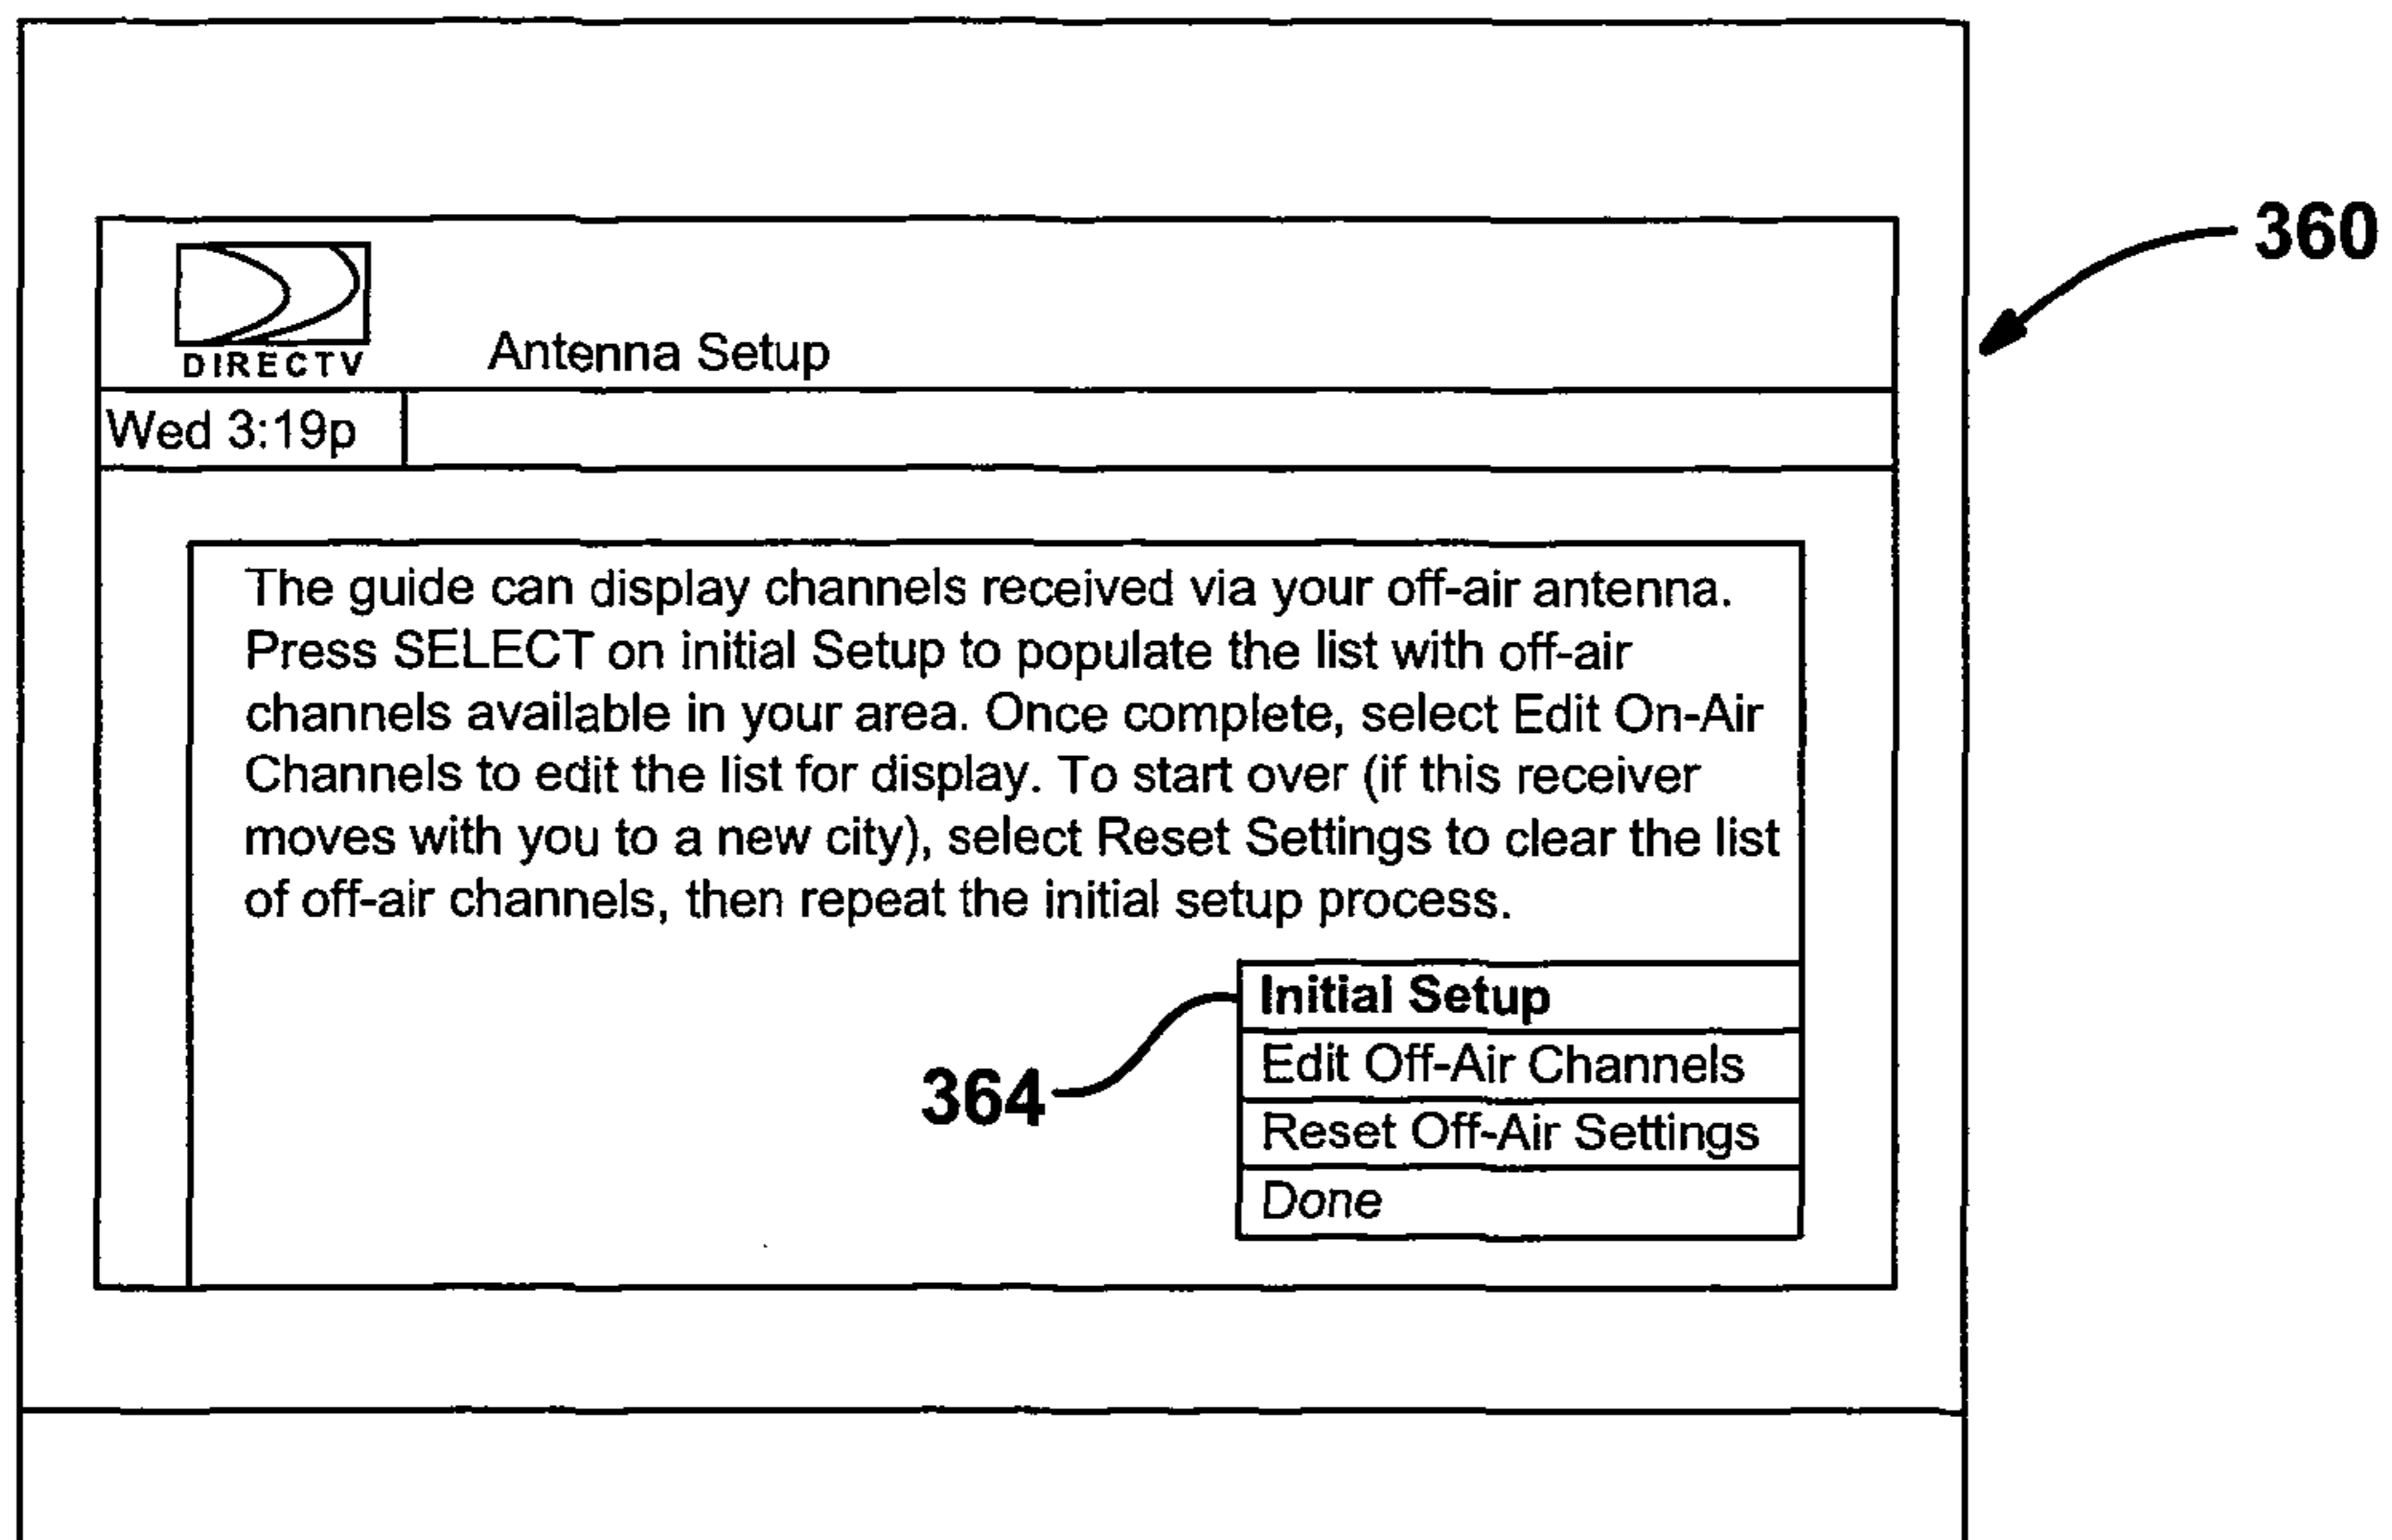 360
DIRECTV
Antenna Setup
Wed 3:19p
The guide can display channels received via your off-air antenna.
Press SELECT on initial Setup to populate the list with off-air
channels available in your area. Once complete, select Edit On-Air
Channels to edit the list for display. To start over (if this receiver
moves with you to a new city), select Reset Settings to clear the list
of off-air channels, then repeat the initial setup process.
Initial Setup
Edit Off-Air Channels
364
Reset Off-Air Settings
Done